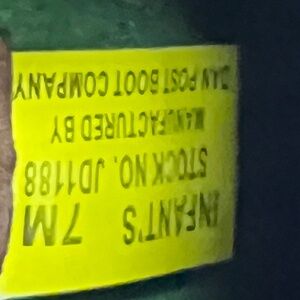 INFANT'S 7M
STOCK NO. JD1188
MANUFACTURED BY
DAN POST BOOT COMPANY